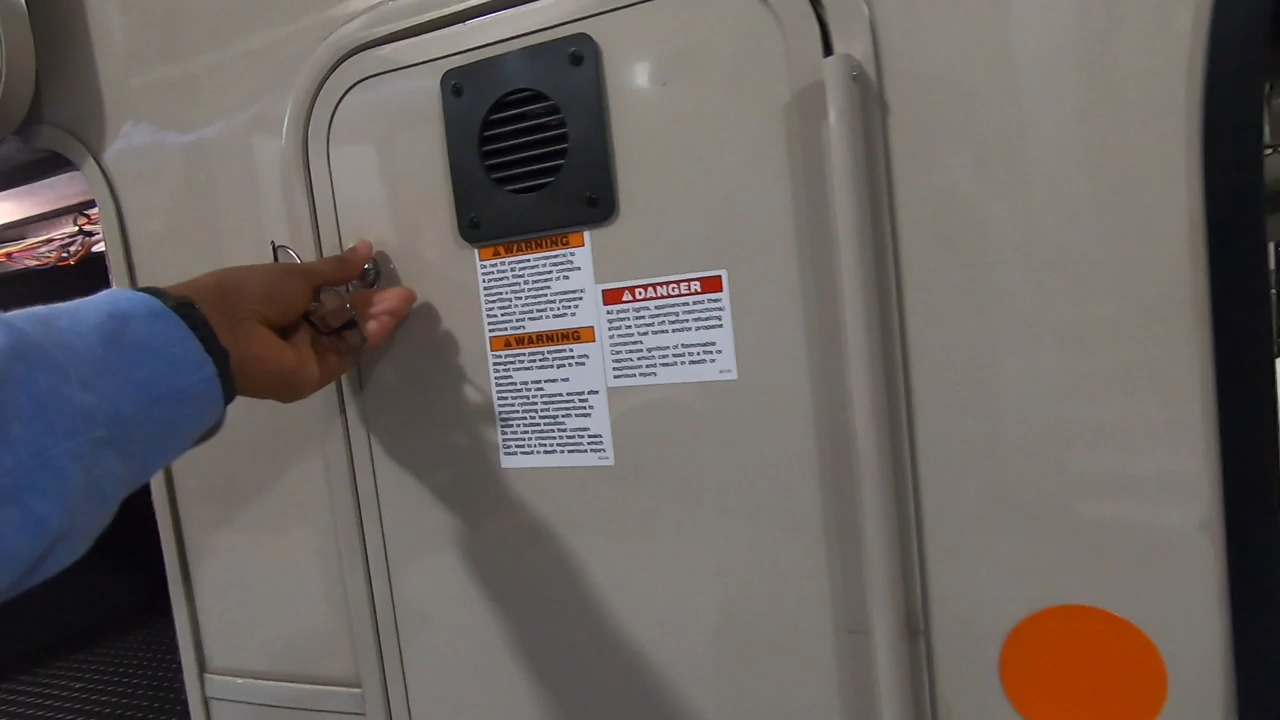 WARNING
Do not fill propane container(s) to
more than 80 percent of capacity.
A properly filled container contains
approximately 80 percent of its
volume a liquid propane.
Overfilling the propane container(s)
can result in uncontrolled propane
flow, which could lead to a fire or
explosion and result in death or
serious injury.
WARNING
This propane piping system is
assigned for use with propane only.
Do not connect natural gas to this
system.
Securely cap inlet when not
connected for use.
After turning on propane, except after
normal cylinder replacement, test
propane piping and connections to
appliances for leakage with soapy
water or bubble solution.
Do not use products that contain
ammonia or chlorine to test for leaks.
Can lead to a fire or explosion, which
could result in death or serious injury.
DANGER
All pilot lights, appliances and their
igniters (see operating instructions)
shall be turned off before refueling
of motor fuel tanks and/or propane
containers.
Can cause ignition of flammable
vapors, which can lead to a fire or
explosion and result in death or
serious injury.